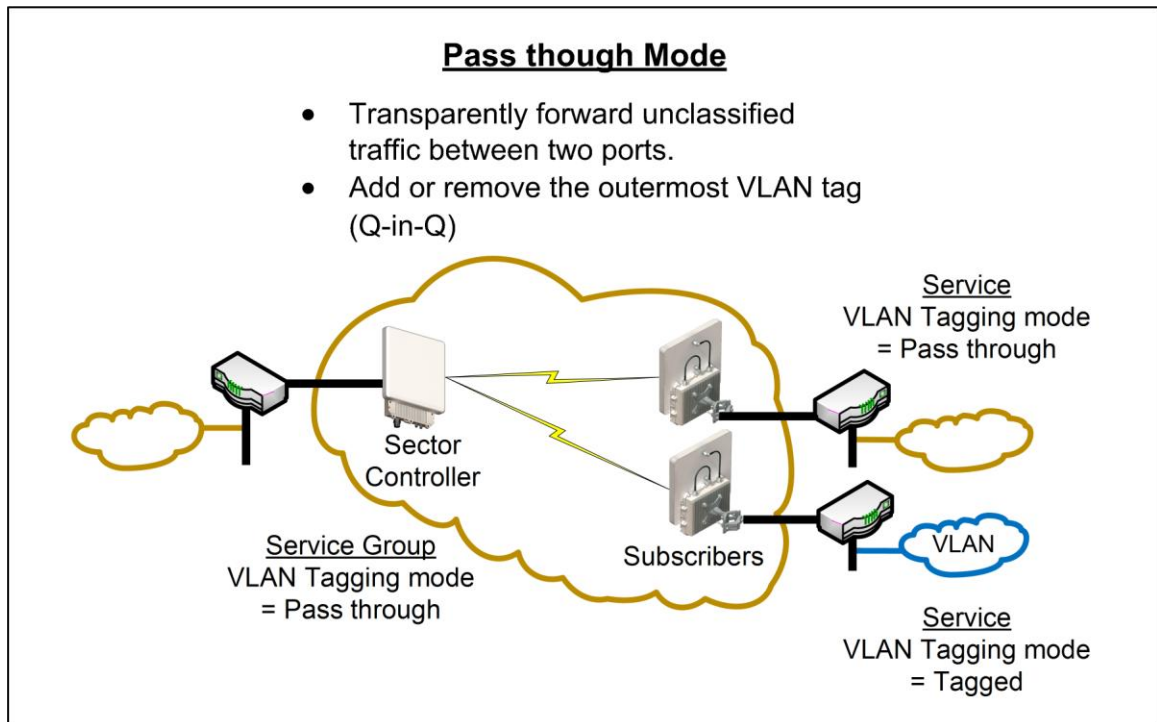 Pass though Mode
• Transparently forward unclassified
traffic between two ports.
• Add or remove the outermost VLAN tag
(Q-in-Q)
Service
VLAN Tagging mode
= Pass through
Sector
Controller
Subscribers
VLAN
Service Group
VLAN Tagging mode
= Pass through
Service
VLAN Tagging mode
= Tagged